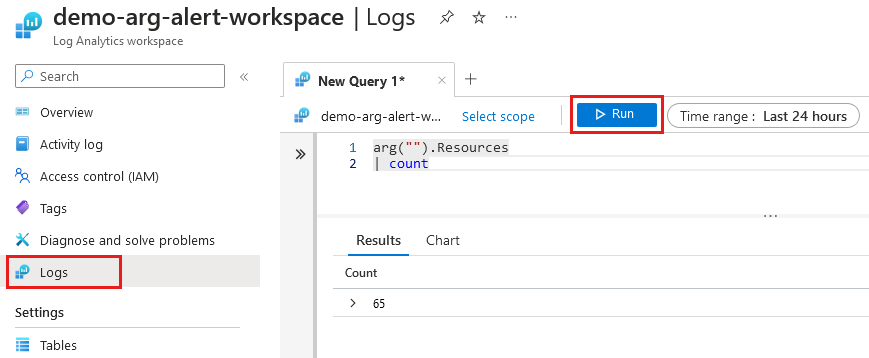 demo-arg-alert-workspace | Logs
Log Analytics workspace
Search
Overview
Activity log
Access control (IAM)
Tags
Diagnose and solve problems
Logs
Settings
Tables
New Query 1*
demo-arg-alert-w... Select scope Run Time range : Last 24 hours
1 arg("").Resources
2 | count
Results Chart
Count
65